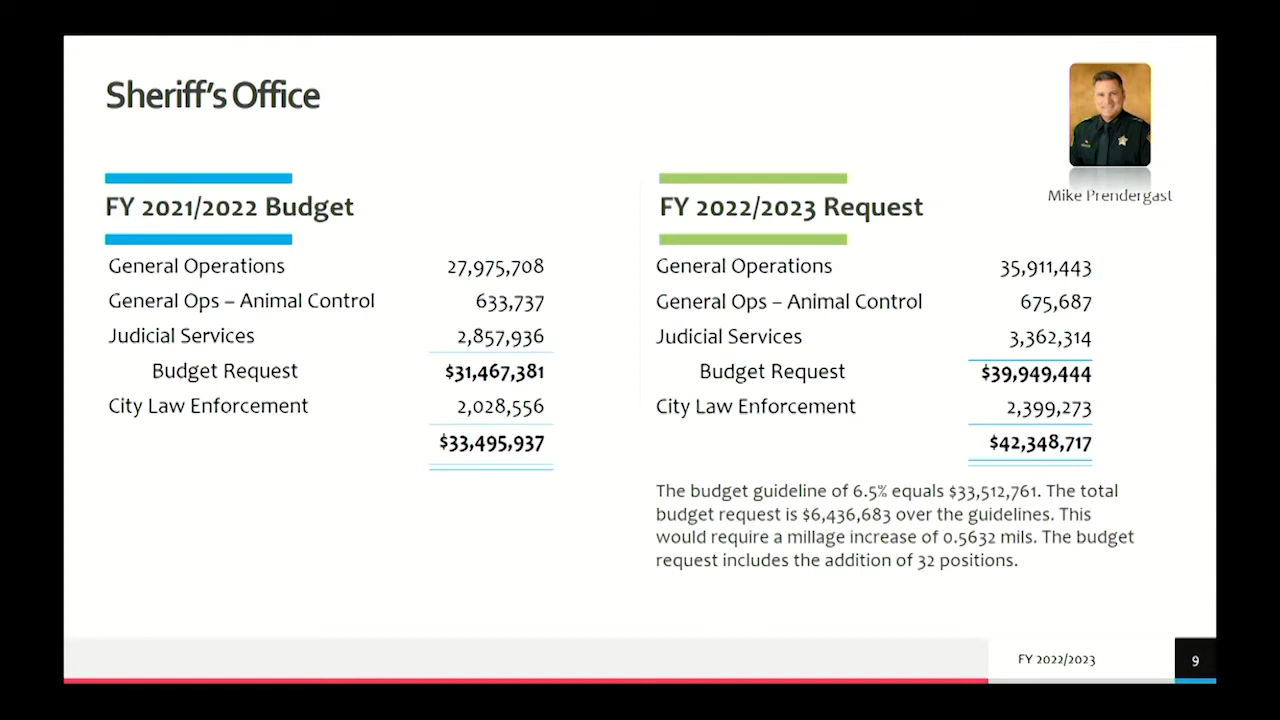 Sheriff's Office
Mike Prendergast
FY 2021/2022 Budget
General Operations 27,975,708
General Ops – Animal Control 633,737
Judicial Services 2,857,936
Budget Request $31,467,381
City Law Enforcement 2,028,556
$33,495,937
FY 2022/2023 Request
General Operations 35,911,443
General Ops – Animal Control 675,687
Judicial Services 3,362,314
Budget Request $39,949,444
City Law Enforcement 2,399,273
$42,348,717
The budget guideline of 6.5% equals $33,512,761. The total
budget request is $6,436,683 over the guidelines. This
would require a millage increase of 0.5632 mils. The budget
request includes the addition of 32 positions.
FY 2022/2023
9